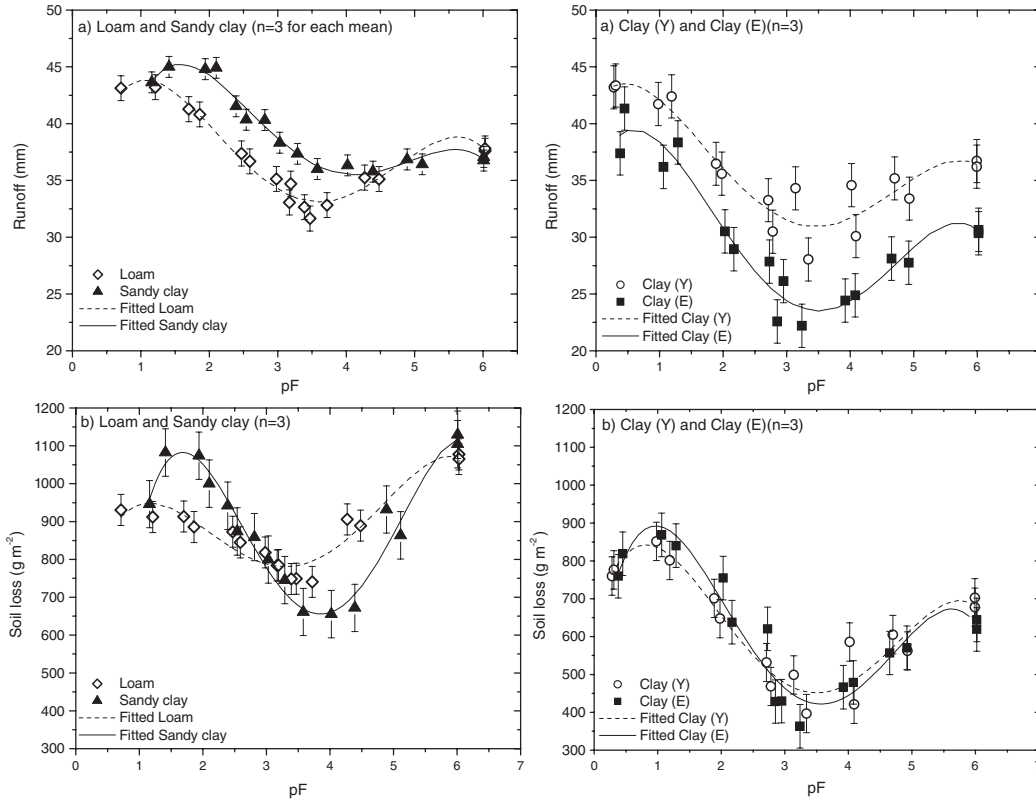 a) Loam and Sandy clay (n=3 for each mean)
50
45
40
35
30
25
20
Runoff (mm)
Loam
Sandy clay
Fitted Loam
Fitted Sandy clay
0 1 2 3 4 5 6
pF
a) Clay (Y) and Clay (E)(n=3)
50
45
40
35
30
25
20
Runoff (mm)
Clay (Y)
Clay (E)
Fitted Clay (Y)
Fitted Clay (E)
0 1 2 3 4 5 6
pF
b) Loam and Sandy clay (n=3)
1200
1100
1000
900
800
700
600
500
400
300
Soil loss (g m-2)
Loam
Sandy clay
Fitted Loam
Fitted Sandy clay
0 1 2 3 4 5 6 7
pF
b) Clay (Y) and Clay (E)(n=3)
1200
1100
1000
900
800
700
600
500
400
300
Soil loss (g m-2)
Clay (Y)
Clay (E)
Fitted Clay (Y)
Fitted Clay (E)
0 1 2 3 4 5 6 7
pF